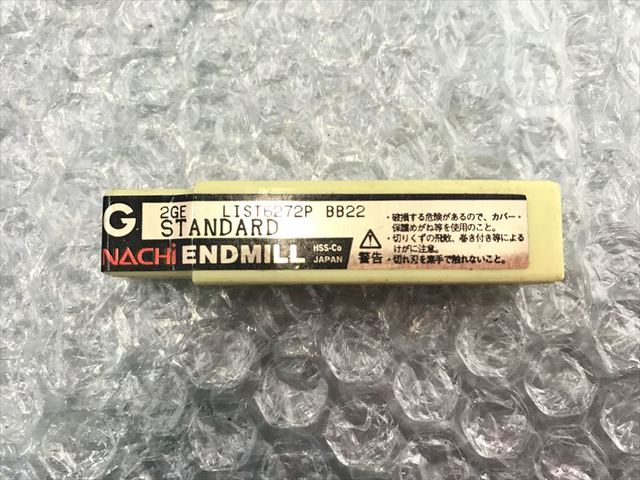 G
2GE LIST6272P BB22
STANDARD
NACHi ENDMILL HSS-Co
JAPAN
警告
・破損する危険があるので、カバー・
保護めがね等を使用のこと。
・切りくずの飛散、巻き付き等による
けがに注意。
・切れ刃を素手で触れないこと。